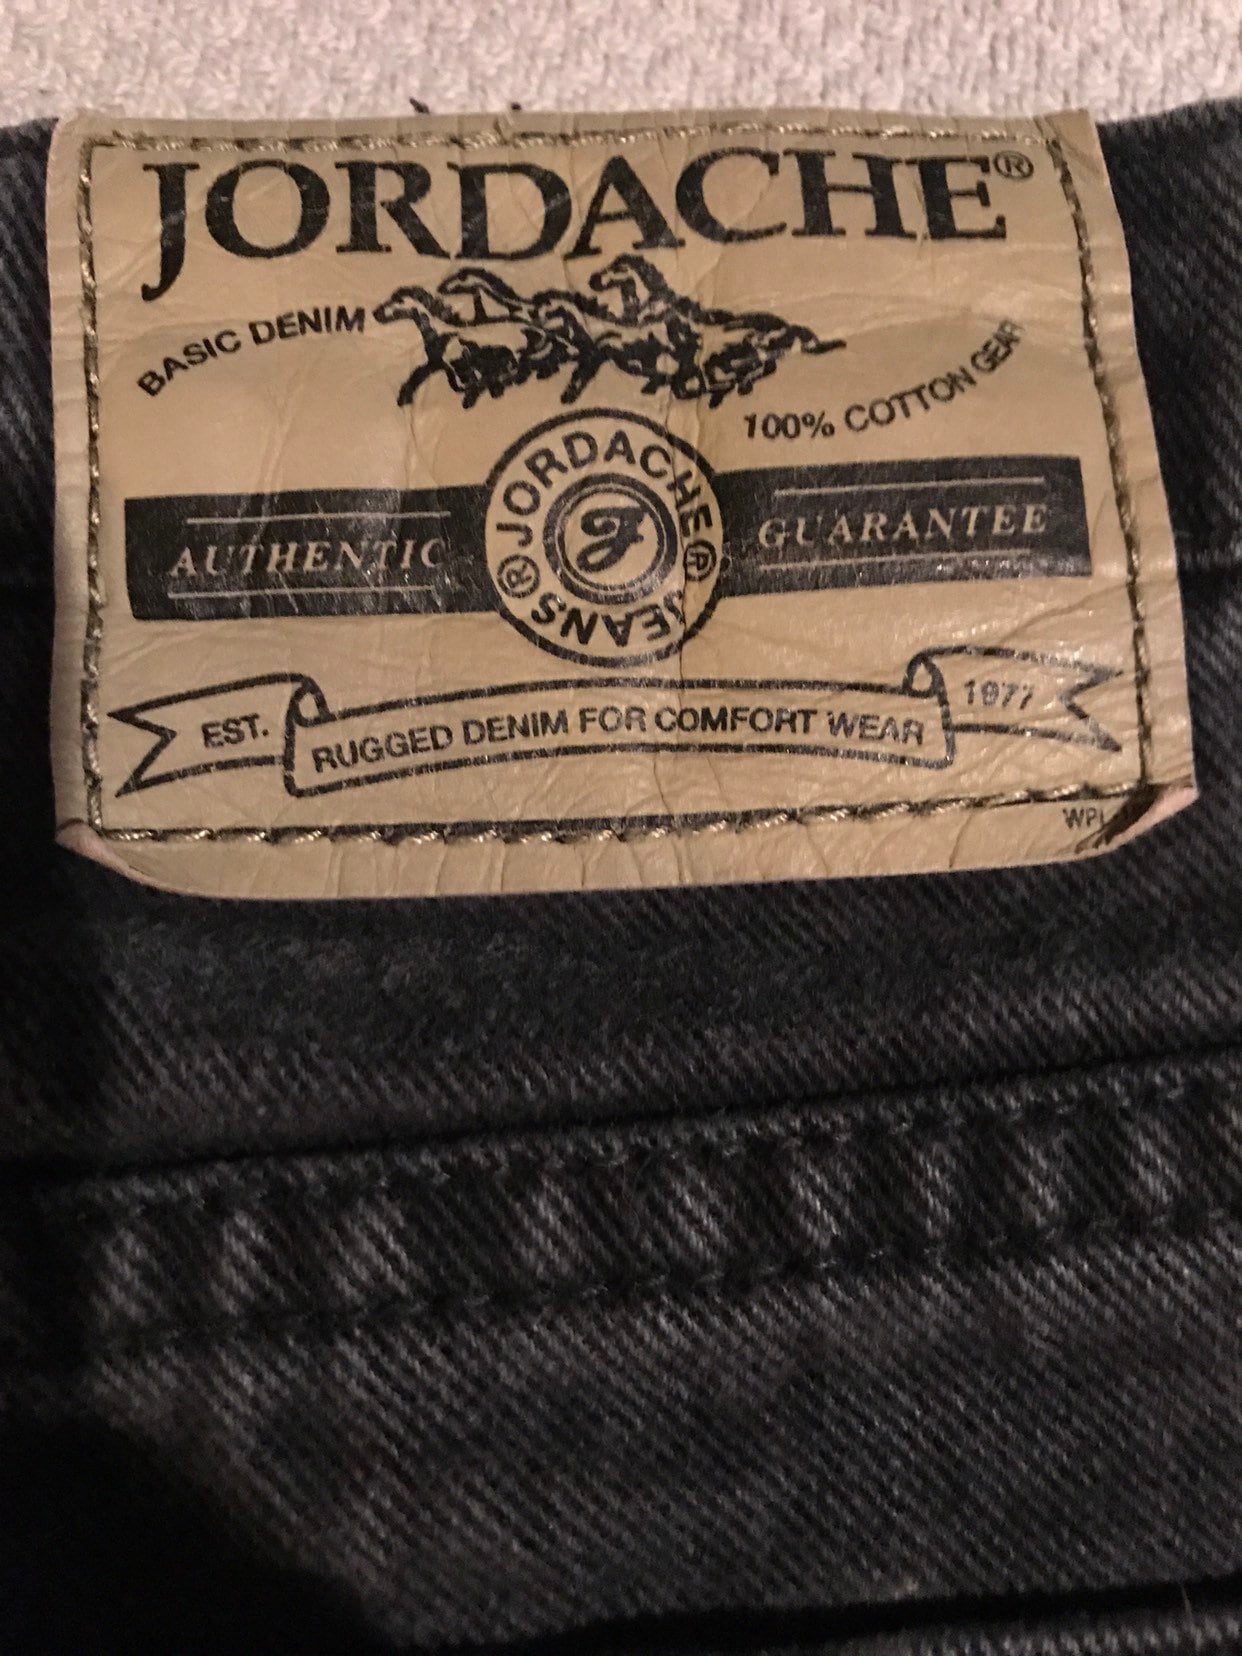 JORDACHE®
BASIC DENIM
100% COTTON GEAR
JORDACHE®
JEANS®
J
AUTHENTIC
GUARANTEE
EST.
RUGGED DENIM FOR COMFORT WEAR
1977